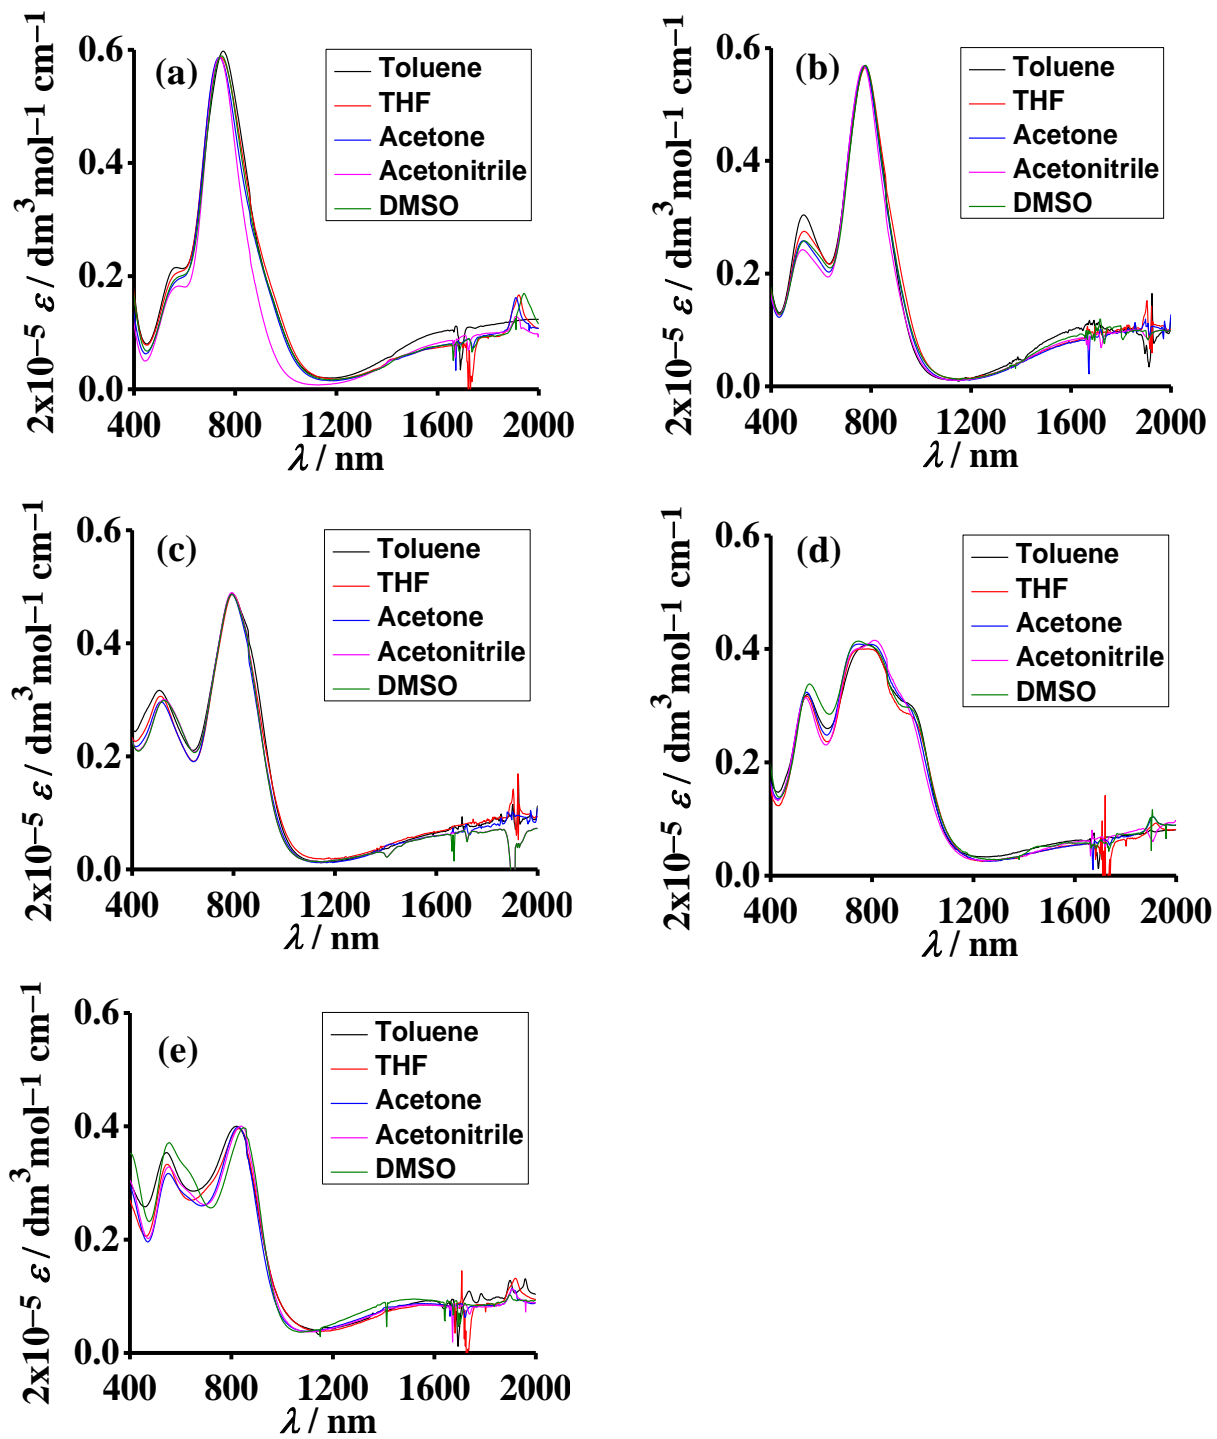 (a)
Toluene
THF
Acetone
Acetonitrile
DMSO
2x10⁻⁵ ε / dm³mol⁻¹ cm⁻¹
0.6
0.4
0.2
0.0
400 800 1200 1600 2000
λ / nm
(b)
Toluene
THF
Acetone
Acetonitrile
DMSO
2x10⁻⁵ ε / dm³mol⁻¹ cm⁻¹
0.6
0.4
0.2
0.0
400 800 1200 1600 2000
λ / nm
(c)
Toluene
THF
Acetone
Acetonitrile
DMSO
2x10⁻⁵ ε / dm³mol⁻¹ cm⁻¹
0.6
0.4
0.2
0.0
400 800 1200 1600 2000
λ / nm
(d)
Toluene
THF
Acetone
Acetonitrile
DMSO
2x10⁻⁵ ε / dm³mol⁻¹ cm⁻¹
0.6
0.4
0.2
0.0
400 800 1200 1600 2000
λ / nm
(e)
Toluene
THF
Acetone
Acetonitrile
DMSO
2x10⁻⁵ ε / dm³mol⁻¹ cm⁻¹
0.6
0.4
0.2
0.0
400 800 1200 1600 2000
λ / nm